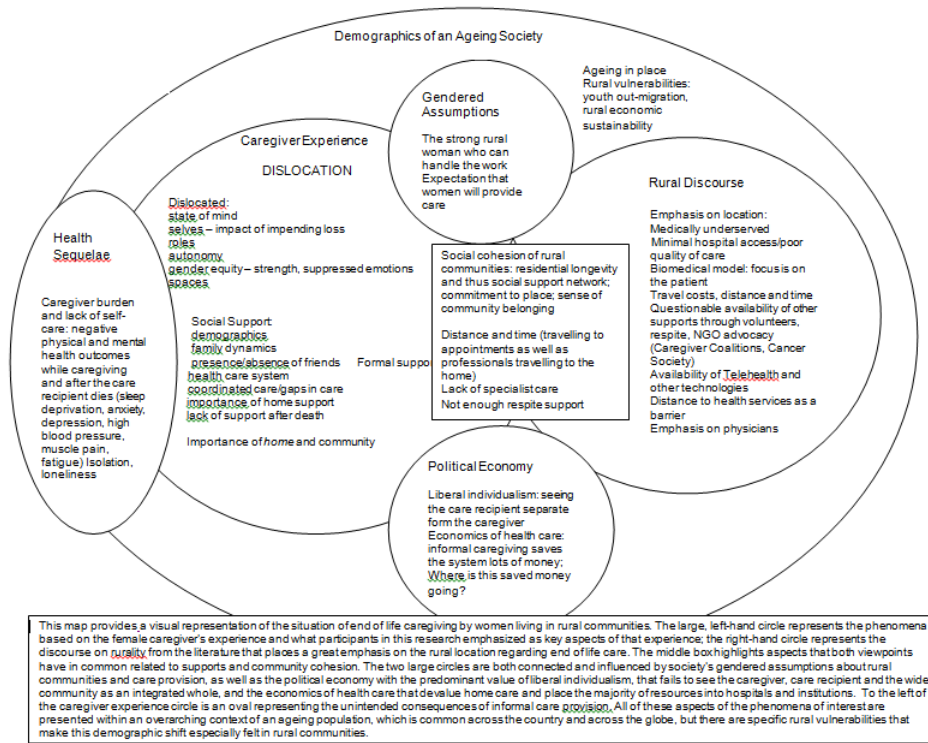 Demographics of an Ageing Society
Ageing in place
Rural vulnerabilities:
youth out-migration,
rural economic
sustainability
Gendered
Assumptions
The strong rural
woman who can
handle the work
Expectation that
women will provide
care
Caregiver Experience
DISLOCATION
Dislocated:
state of mind
selves – impact of impending loss
roles
autonomy
gender equity – strength, suppressed emotions
spaces
Social Support:
demographics
family dynamics
presence/absence of friends Formal suppor
health care system
coordinated care/gaps in care
importance of home support
lack of support after death
Importance of home and community
Health
Sequelae
Caregiver burden
and lack of self-
care: negative
physical and mental
health outcomes
while caregiving
and after the care
recipient dies (sleep
deprivation, anxiety,
depression, high
blood pressure,
muscle pain,
fatigue) Isolation,
loneliness
Social cohesion of rural
communities: residential longevity
and thus social support network;
commitment to place; sense of
community belonging
Distance and time (travelling to
appointments as well as
professionals travelling to the
home)
Lack of specialist care
Not enough respite support
Rural Discourse
Emphasis on location:
Medically underserved
Minimal hospital access/poor
quality of care
Biomedical model: focus is on
the patient
Travel costs, distance and time
Questionable availability of other
supports through volunteers,
respite, NGO advocacy
(Caregiver Coalitions, Cancer
Society)
Availability of Telehealth and
other technologies
Distance to health services as a
barrier
Emphasis on physicians
Political Economy
Liberal individualism: seeing
the care recipient separate
form the caregiver
Economics of health care:
informal caregiving saves
the system lots of money;
Where is this saved money
going?
This map provides a visual representation of the situation of end of life caregiving by women living in rural communities. The large, left-hand circle represents the phenomena
based on the female caregiver's experience and what participants in this research emphasized as key aspects of that experience; the right-hand circle represents the
discourse on rurality from the literature that places a great emphasis on the rural location regarding end of life care. The middle box highlights aspects that both viewpoints
have in common related to supports and community cohesion. The two large circles are both connected and influenced by society's gendered assumptions about rural
communities and care provision, as well as the political economy with the predominant value of liberal individualism, that fails to see the caregiver, care recipient and the wide
community as an integrated whole, and the economics of health care that devalue home care and place the majority of resources into hospitals and institutions. To the left of
the caregiver experience circle is an oval representing the unintended consequences of informal care provision. All of these aspects of the phenomena of interest are
presented within an overarching context of an ageing population, which is common across the country and across the globe, but there are specific rural vulnerabilities that
make this demographic shift especially felt in rural communities.